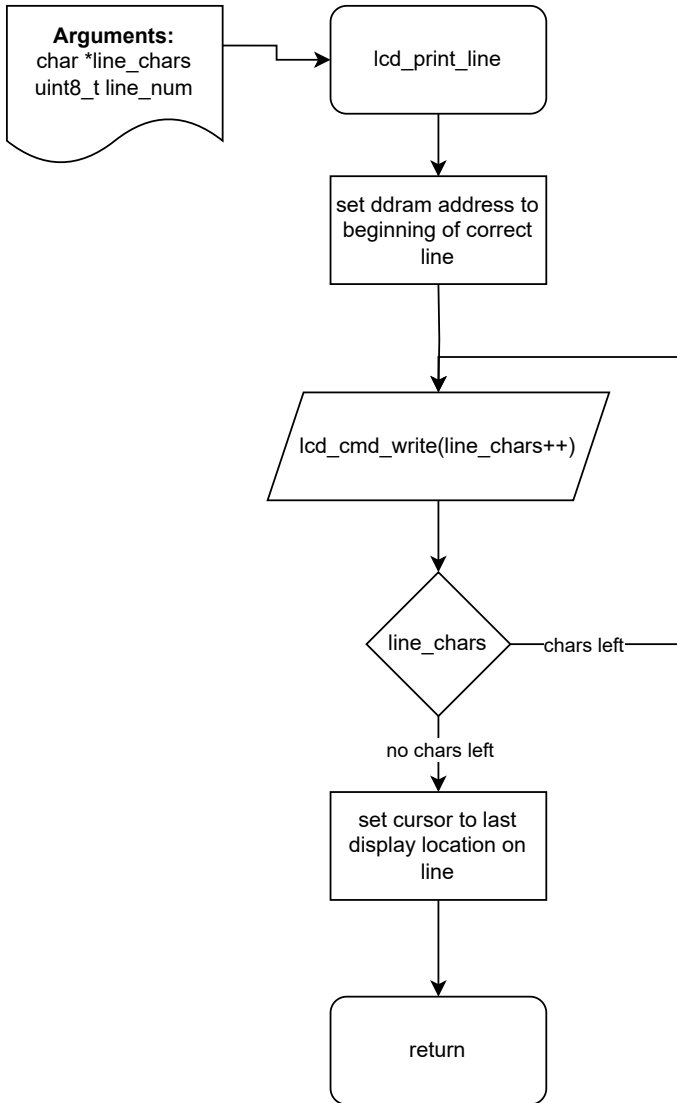 Arguments:
char *line_chars
uint8_t line_num
lcd_print_line
set ddram address to
beginning of correct
line
lcd_cmd_write(line_chars++)
line_chars
chars left
no chars left
set cursor to last
display location on
line
return